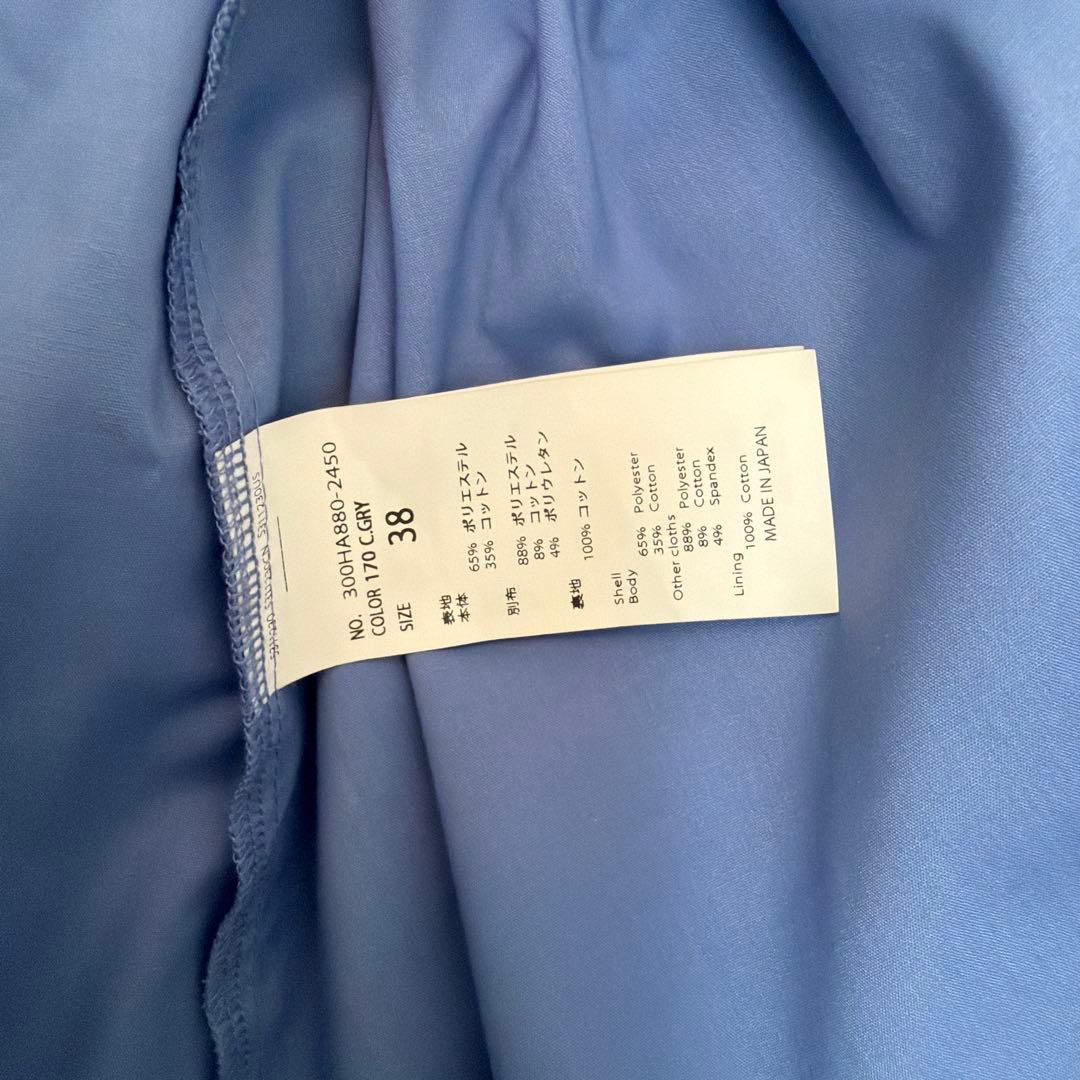 NO. 300HA880-2450
COLOR 170 C.GRY
SIZE 38
表地
本体 65% ポリエステル
35% コットン
別布 88% ポリエステル
8% コットン
4% ポリウレタン
裏地 100% コットン
Shell
Body 65% Polyester
35% Cotton
Other cloths
88% Polyester
8% Cotton
4% Spandex
Lining 100% Cotton
MADE IN JAPAN